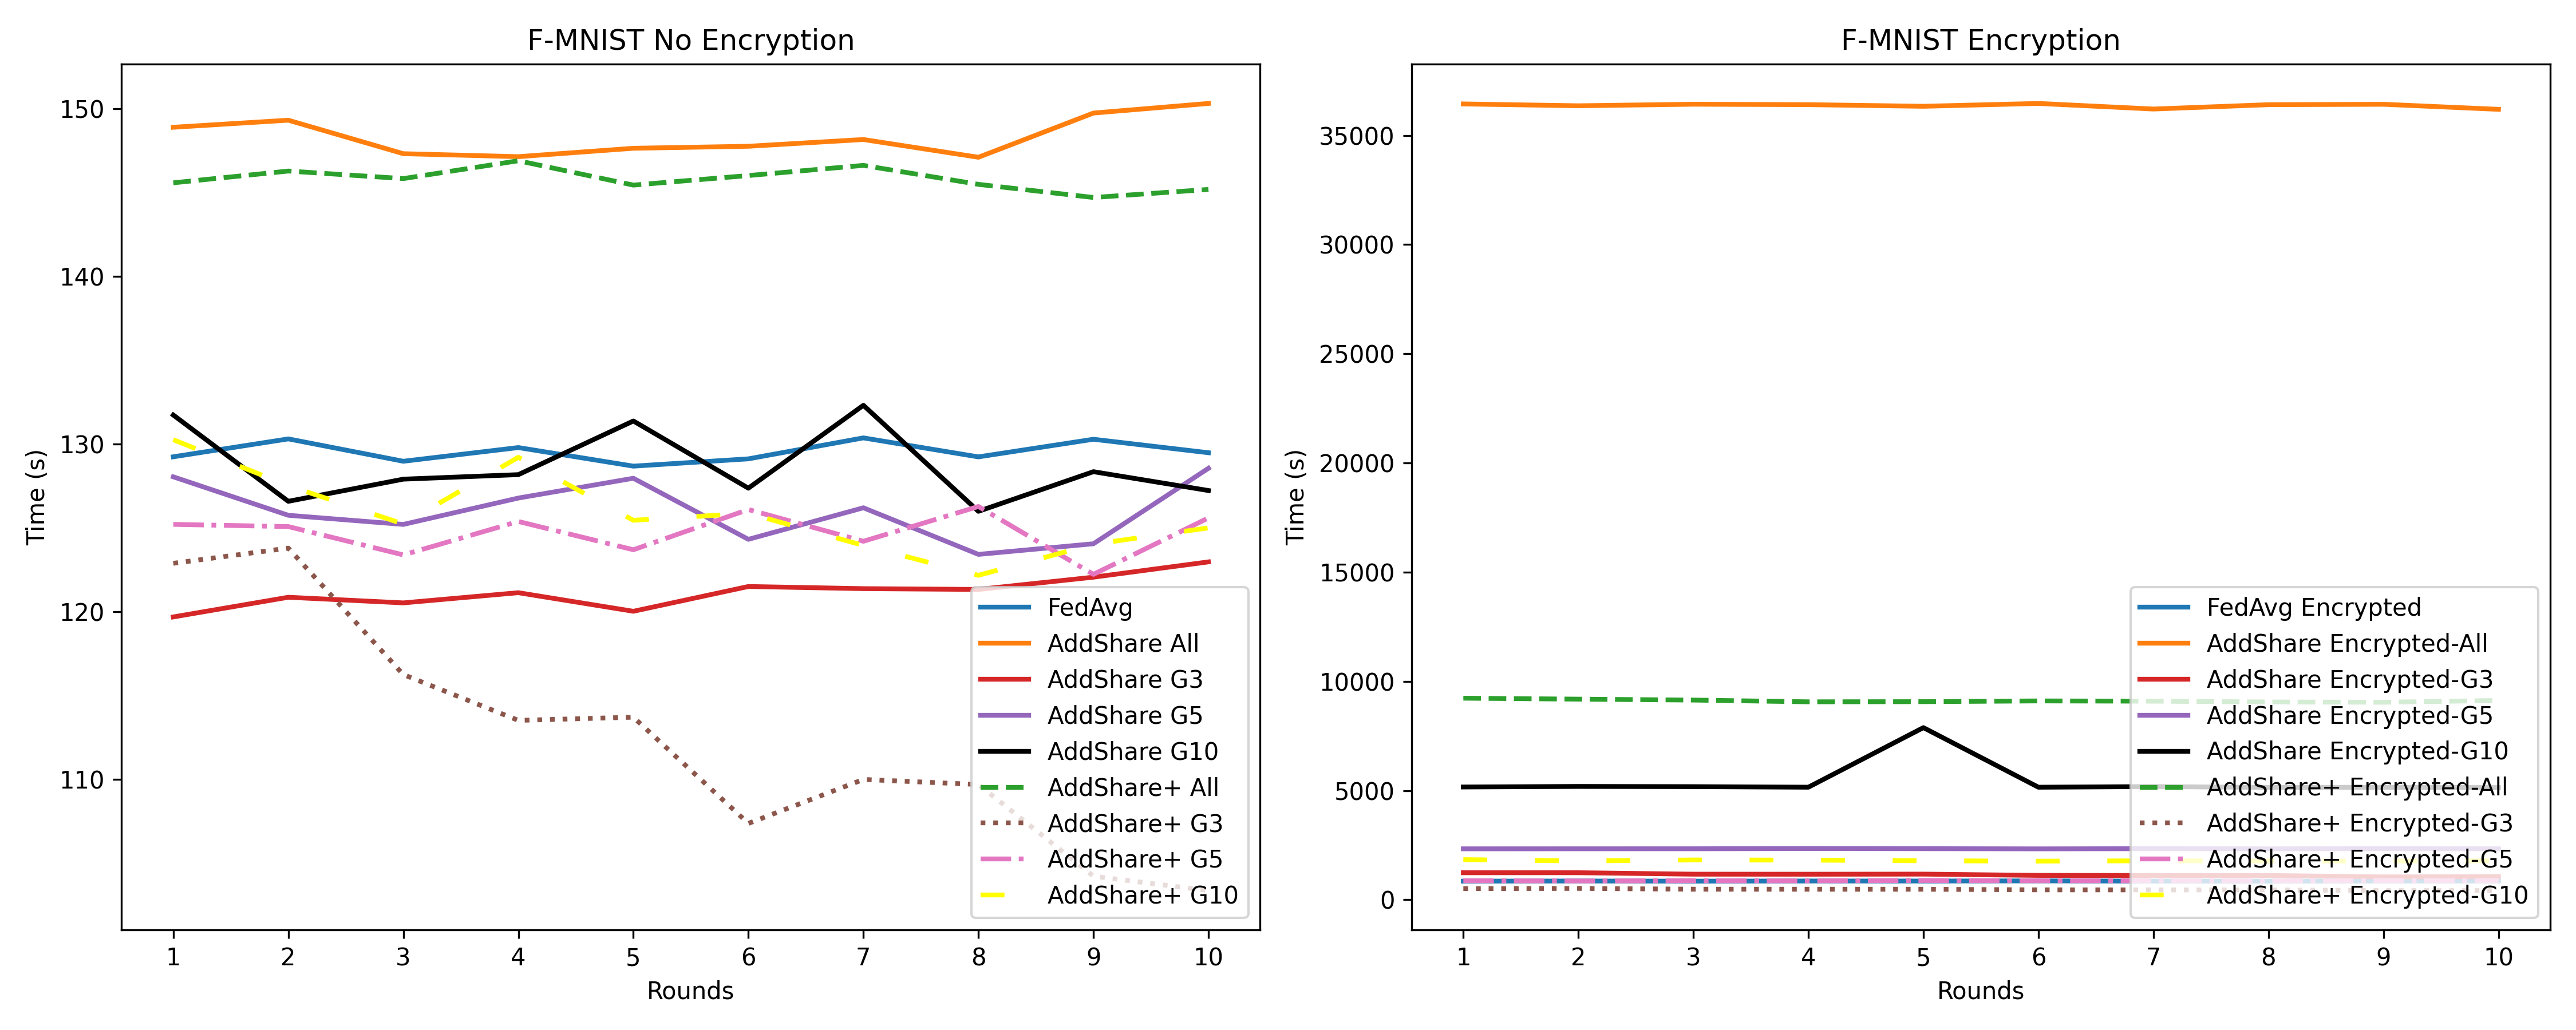 F-MNIST No Encryption
150
140
130
120
110
Time (s)
1 2 3 4 5 6 7 8 9 10
Rounds
FedAvg
AddShare All
AddShare G3
AddShare G5
AddShare G10
AddShare+ All
AddShare+ G3
AddShare+ G5
AddShare+ G10
F-MNIST Encryption
35000
30000
25000
20000
15000
10000
5000
0
Time (s)
1 2 3 4 5 6 7 8 9 10
Rounds
FedAvg Encrypted
AddShare Encrypted-All
AddShare Encrypted-G3
AddShare Encrypted-G5
AddShare Encrypted-G10
AddShare+ Encrypted-All
AddShare+ Encrypted-G3
AddShare+ Encrypted-G5
AddShare+ Encrypted-G10